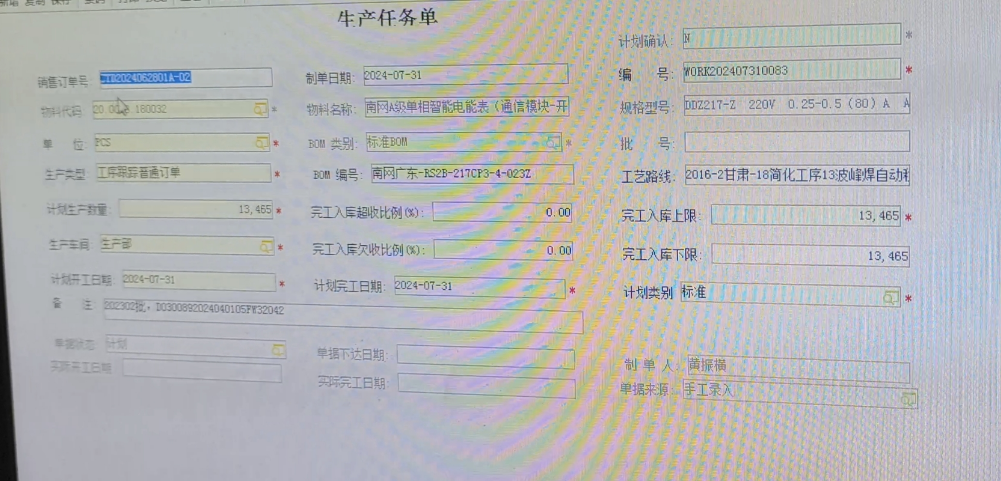 生产任务单
计划确认: N *
销售订单号: 2024062801A-02 制单日期: 2024-07-31 编 号: WORK202407310083 *
物料代码 20. 180032 * 物料名称: 南网A级单相智能电能表(通信模块-开 规格型号: DDZ217-Z 220V 0.25-0.5(80)A A
单 位 PCS * BOM 类别: 标准BOM * 批 号:
生产类型: 工序跟踪普通订单 * BOM 编号: 南网广东-RS2B-217CP3-4-023Z 工艺路线: 2016-2甘肃-18简化工序13波峰焊自动
计划生产数量: 13,465 * 完工入库超收比例(%): 0.00 完工入库上限: 13,465 *
生产车间: 生产部 * 完工入库欠收比例(%): 0.00 完工入库下限: 13,465
计划开工日期: 2024-07-31 * 计划完工日期: 2024-07-31 * 计划类别 标准 *
备 注 202302批, D0300892024040105FW32042
单据状态: 计划 单据下达日期: 制 单 人: 黄振横
实际开工日期: 实际完工日期: 单据来源: 手工录入